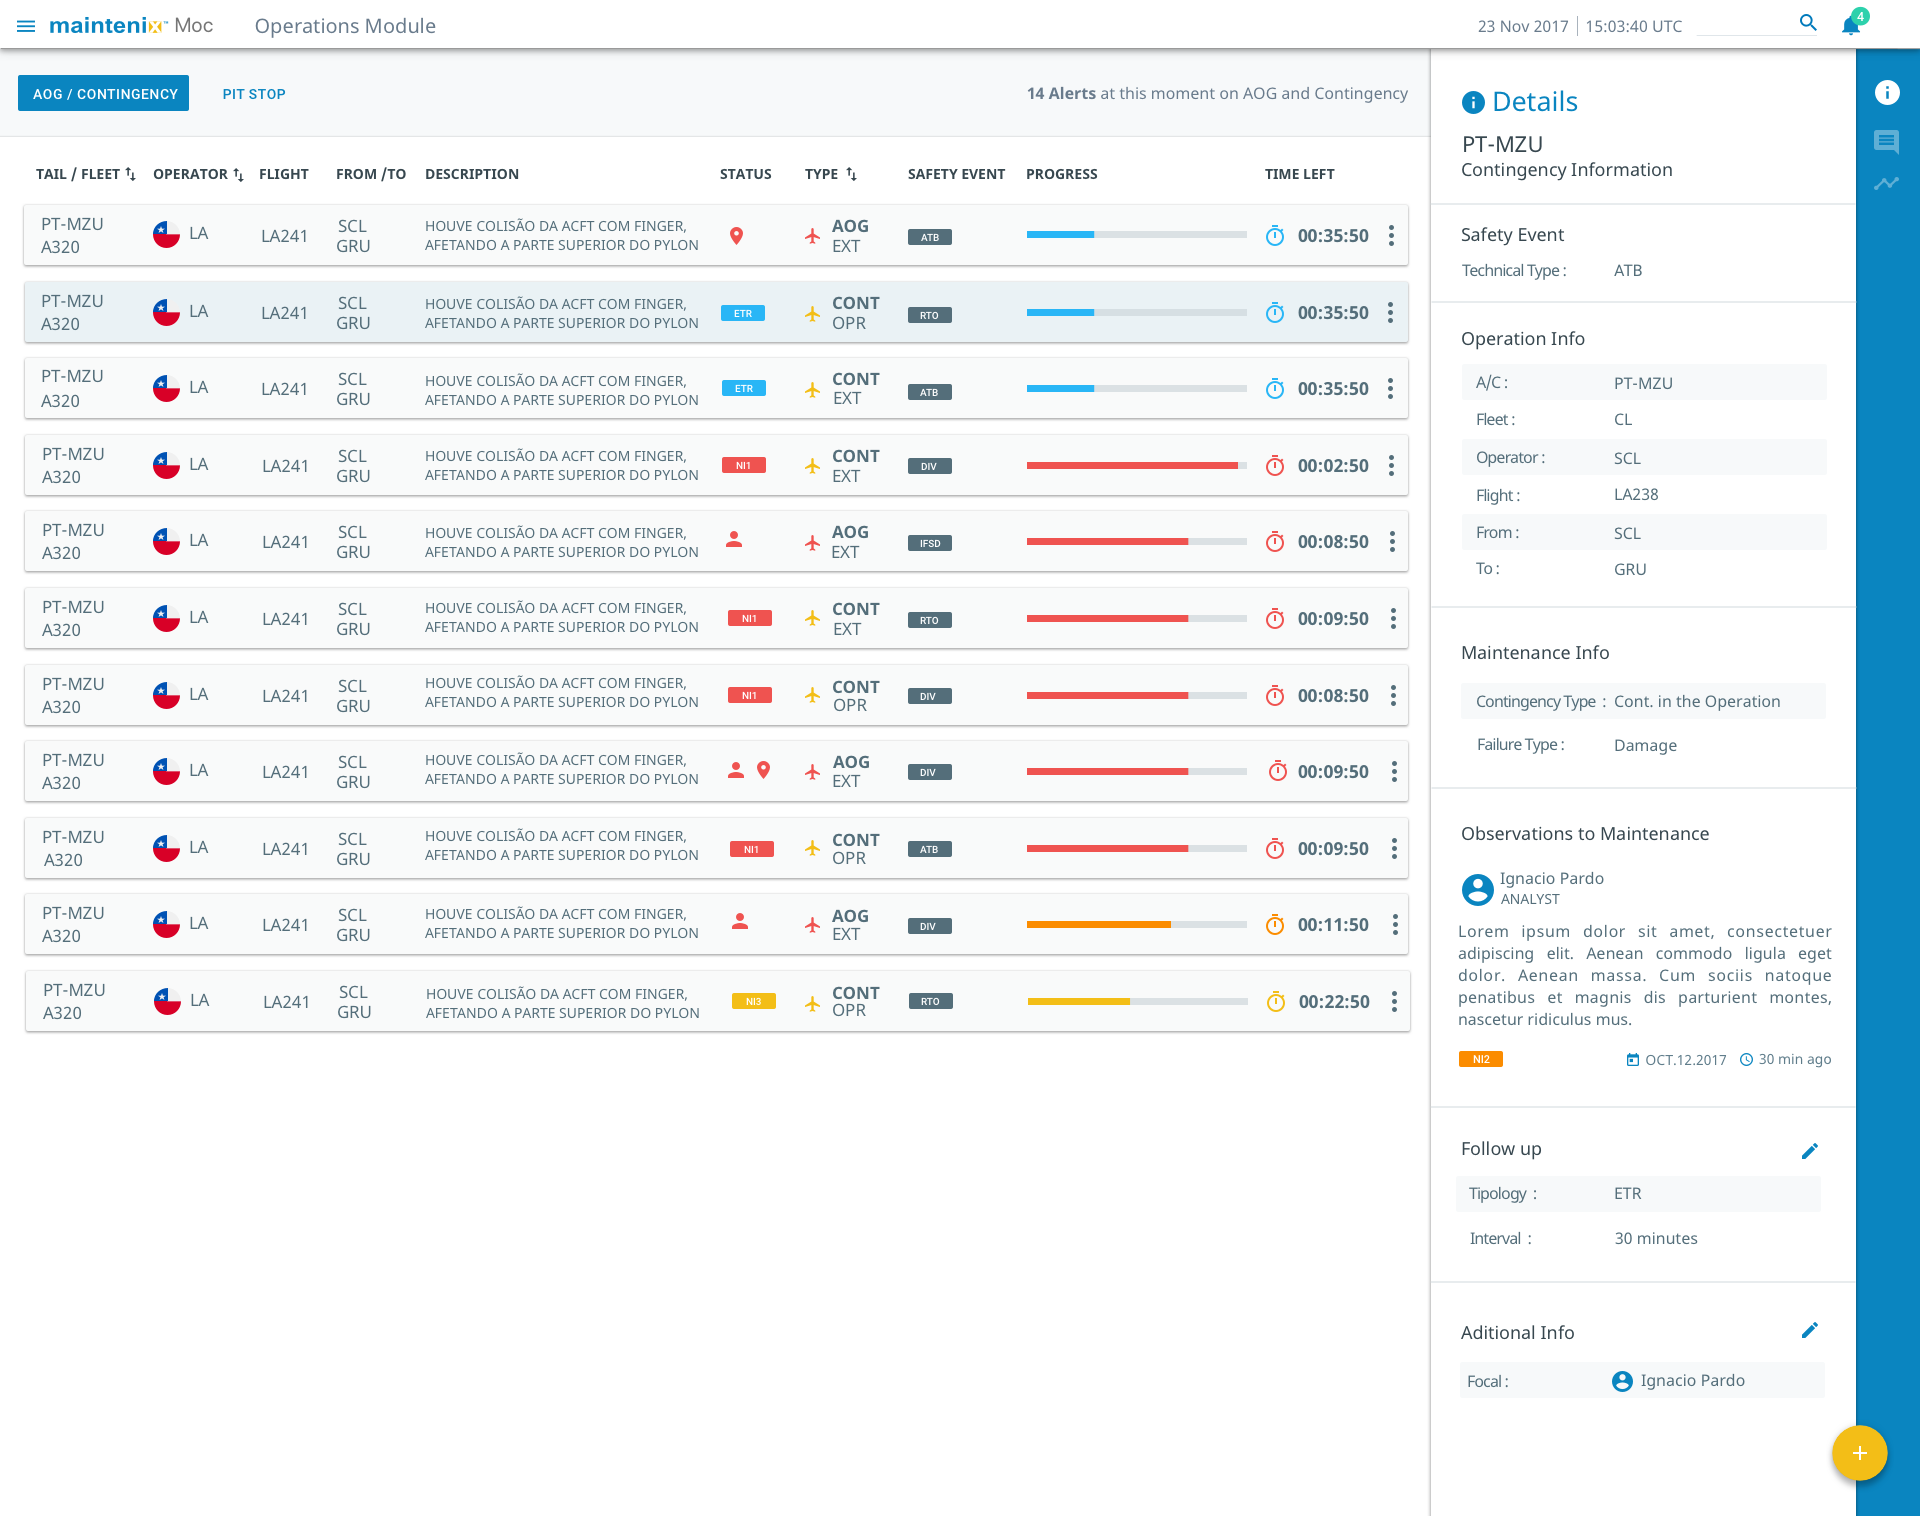 maintenix™ Moc
Operations Module
23 Nov 2017 | 15:03:40 UTC
4
AOG / CONTINGENCY
PIT STOP
14 Alerts at this moment on AOG and Contingency
TAIL / FLEET OPERATOR FLIGHT FROM /TO DESCRIPTION STATUS TYPE SAFETY EVENT PROGRESS TIME LEFT
PT-MZU LA LA241 SCL HOUVE COLISÃO DA ACFT COM FINGER, AOG ATB 00:35:50
A320 GRU AFETANDO A PARTE SUPERIOR DO PYLON EXT
PT-MZU LA LA241 SCL HOUVE COLISÃO DA ACFT COM FINGER, ETR CONT RTO 00:35:50
A320 GRU AFETANDO A PARTE SUPERIOR DO PYLON OPR
PT-MZU LA LA241 SCL HOUVE COLISÃO DA ACFT COM FINGER, ETR CONT ATB 00:35:50
A320 GRU AFETANDO A PARTE SUPERIOR DO PYLON EXT
PT-MZU LA LA241 SCL HOUVE COLISÃO DA ACFT COM FINGER, NI1 CONT DIV 00:02:50
A320 GRU AFETANDO A PARTE SUPERIOR DO PYLON EXT
PT-MZU LA LA241 SCL HOUVE COLISÃO DA ACFT COM FINGER, AOG IFSD 00:08:50
A320 GRU AFETANDO A PARTE SUPERIOR DO PYLON EXT
PT-MZU LA LA241 SCL HOUVE COLISÃO DA ACFT COM FINGER, NI1 CONT RTO 00:09:50
A320 GRU AFETANDO A PARTE SUPERIOR DO PYLON EXT
PT-MZU LA LA241 SCL HOUVE COLISÃO DA ACFT COM FINGER, NI1 CONT DIV 00:08:50
A320 GRU AFETANDO A PARTE SUPERIOR DO PYLON OPR
PT-MZU LA LA241 SCL HOUVE COLISÃO DA ACFT COM FINGER, AOG DIV 00:09:50
A320 GRU AFETANDO A PARTE SUPERIOR DO PYLON EXT
PT-MZU LA LA241 SCL HOUVE COLISÃO DA ACFT COM FINGER, NI1 CONT ATB 00:09:50
A320 GRU AFETANDO A PARTE SUPERIOR DO PYLON OPR
PT-MZU LA LA241 SCL HOUVE COLISÃO DA ACFT COM FINGER, AOG DIV 00:11:50
A320 GRU AFETANDO A PARTE SUPERIOR DO PYLON EXT
PT-MZU LA LA241 SCL HOUVE COLISÃO DA ACFT COM FINGER, NI3 CONT RTO 00:22:50
A320 GRU AFETANDO A PARTE SUPERIOR DO PYLON OPR
Details
PT-MZU
Contingency Information
Safety Event
Technical Type : ATB
Operation Info
A/C : PT-MZU
Fleet : CL
Operator : SCL
Flight : LA238
From : SCL
To : GRU
Maintenance Info
Contingency Type : Cont. in the Operation
Failure Type : Damage
Observations to Maintenance
Ignacio Pardo
ANALYST
Lorem ipsum dolor sit amet, consectetuer
adipiscing elit. Aenean commodo ligula eget
dolor. Aenean massa. Cum sociis natoque
penatibus et magnis dis parturient montes,
nascetur ridiculus mus.
NI2 OCT.12.2017 30 min ago
Follow up
Tipology : ETR
Interval : 30 minutes
Aditional Info
Focal : Ignacio Pardo
+